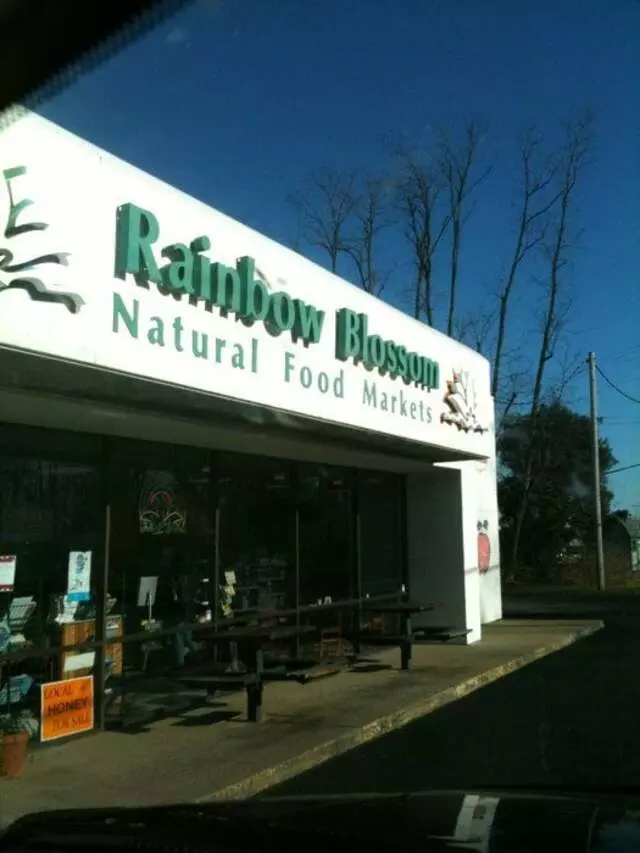 Rainbow Blossom
Natural Food Markets
LOCAL
HONEY
FOR SALE